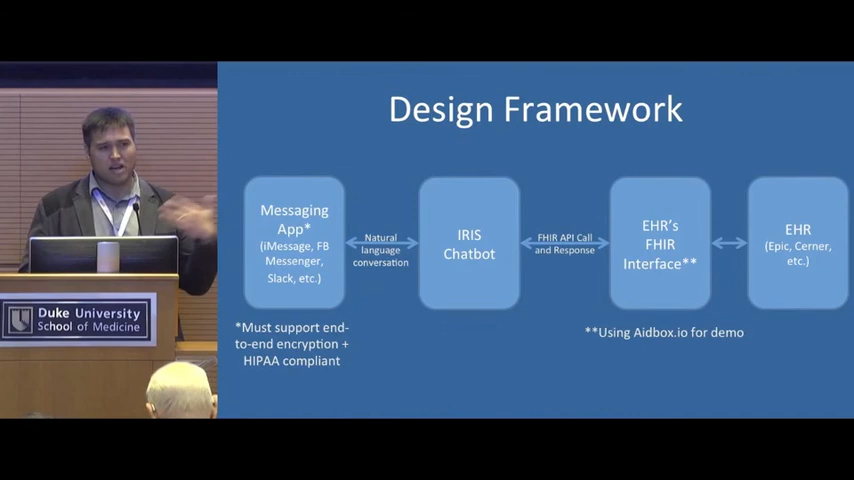 Design Framework
Messaging
App*
(iMessage, FB
Messenger,
Slack, etc.)
Natural
language
conversation
IRIS
Chatbot
FHIR API Call
and Response
EHR's
FHIR
Interface**
EHR
(Epic, Cerner,
etc.)
*Must support end-
to-end encryption +
HIPAA compliant
**Using Aidbox.io for demo
Duke University
School of Medicine